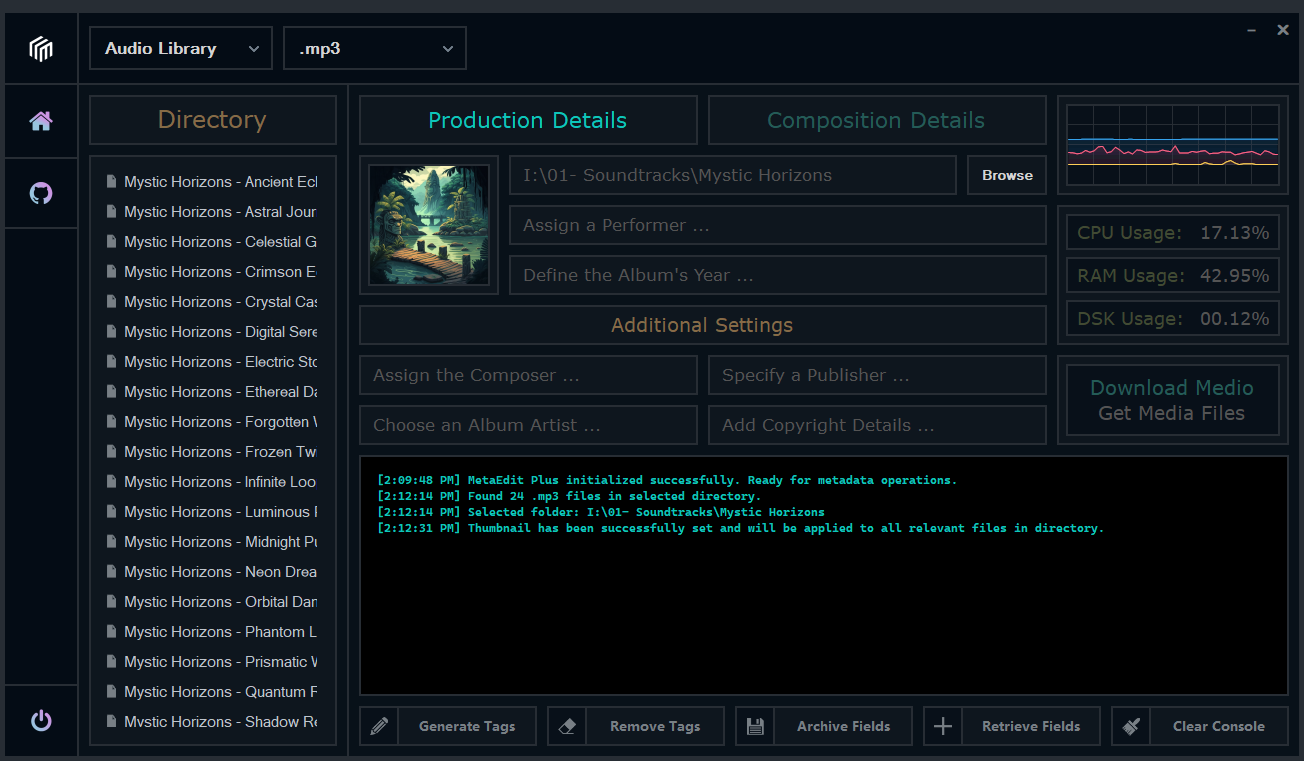 Audio Library
.mp3
Directory
Mystic Horizons - Ancient Ecl
Mystic Horizons - Astral Jour
Mystic Horizons - Celestial G
Mystic Horizons - Crimson E
Mystic Horizons - Crystal Cas
Mystic Horizons - Digital Sere
Mystic Horizons - Electric Sto
Mystic Horizons - Ethereal Da
Mystic Horizons - Forgotten
Mystic Horizons - Frozen Tw
Mystic Horizons - Infinite Loo
Mystic Horizons - Luminous
Mystic Horizons - Midnight Pu
Mystic Horizons - Neon Drea
Mystic Horizons - Orbital Dan
Mystic Horizons - Phantom L
Mystic Horizons - Prismatic
Mystic Horizons - Quantum
Mystic Horizons - Shadow Re
Production Details
Composition Details
I:\01- Soundtracks\Mystic Horizons
Browse
Assign a Performer ...
Define the Album's Year ...
Additional Settings
Assign the Composer ...
Specify a Publisher ...
Choose an Album Artist ...
Add Copyright Details ...
CPU Usage: 17.13%
RAM Usage: 42.95%
DSK Usage: 00.12%
Download Medio
Get Media Files
[2:09:48 PM] MetaEdit Plus initialized successfully. Ready for metadata operations.
[2:12:14 PM] Found 24 .mp3 files in selected directory.
[2:12:14 PM] Selected folder: I:\01- Soundtracks\Mystic Horizons
[2:12:31 PM] Thumbnail has been successfully set and will be applied to all relevant files in directory.
Generate Tags
Remove Tags
Archive Fields
Retrieve Fields
Clear Console